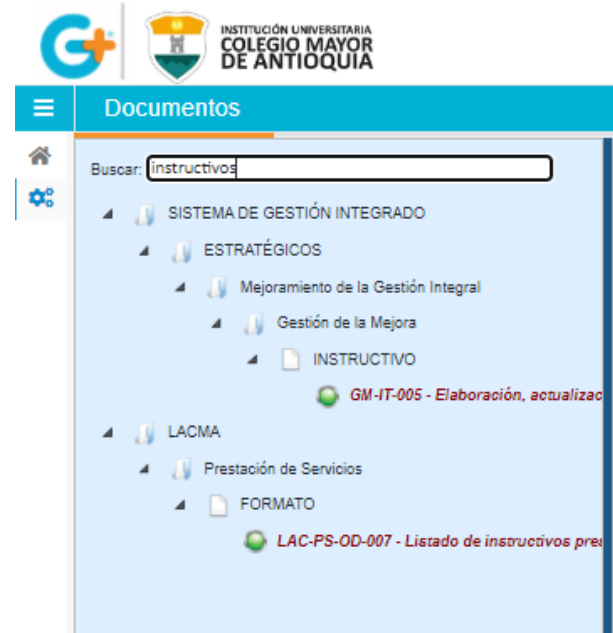 G+
INSTITUCIÓN UNIVERSITARIA
COLEGIO MAYOR
DE ANTIOQUIA
Documentos
Buscar: instructivos
SISTEMA DE GESTIÓN INTEGRADO
ESTRATÉGICOS
Mejoramiento de la Gestión Integral
Gestión de la Mejora
INSTRUCTIVO
GM-IT-005 - Elaboración, actualizac
LACMA
Prestación de Servicios
FORMATO
LAC-PS-OD-007 - Listado de instructivos pres